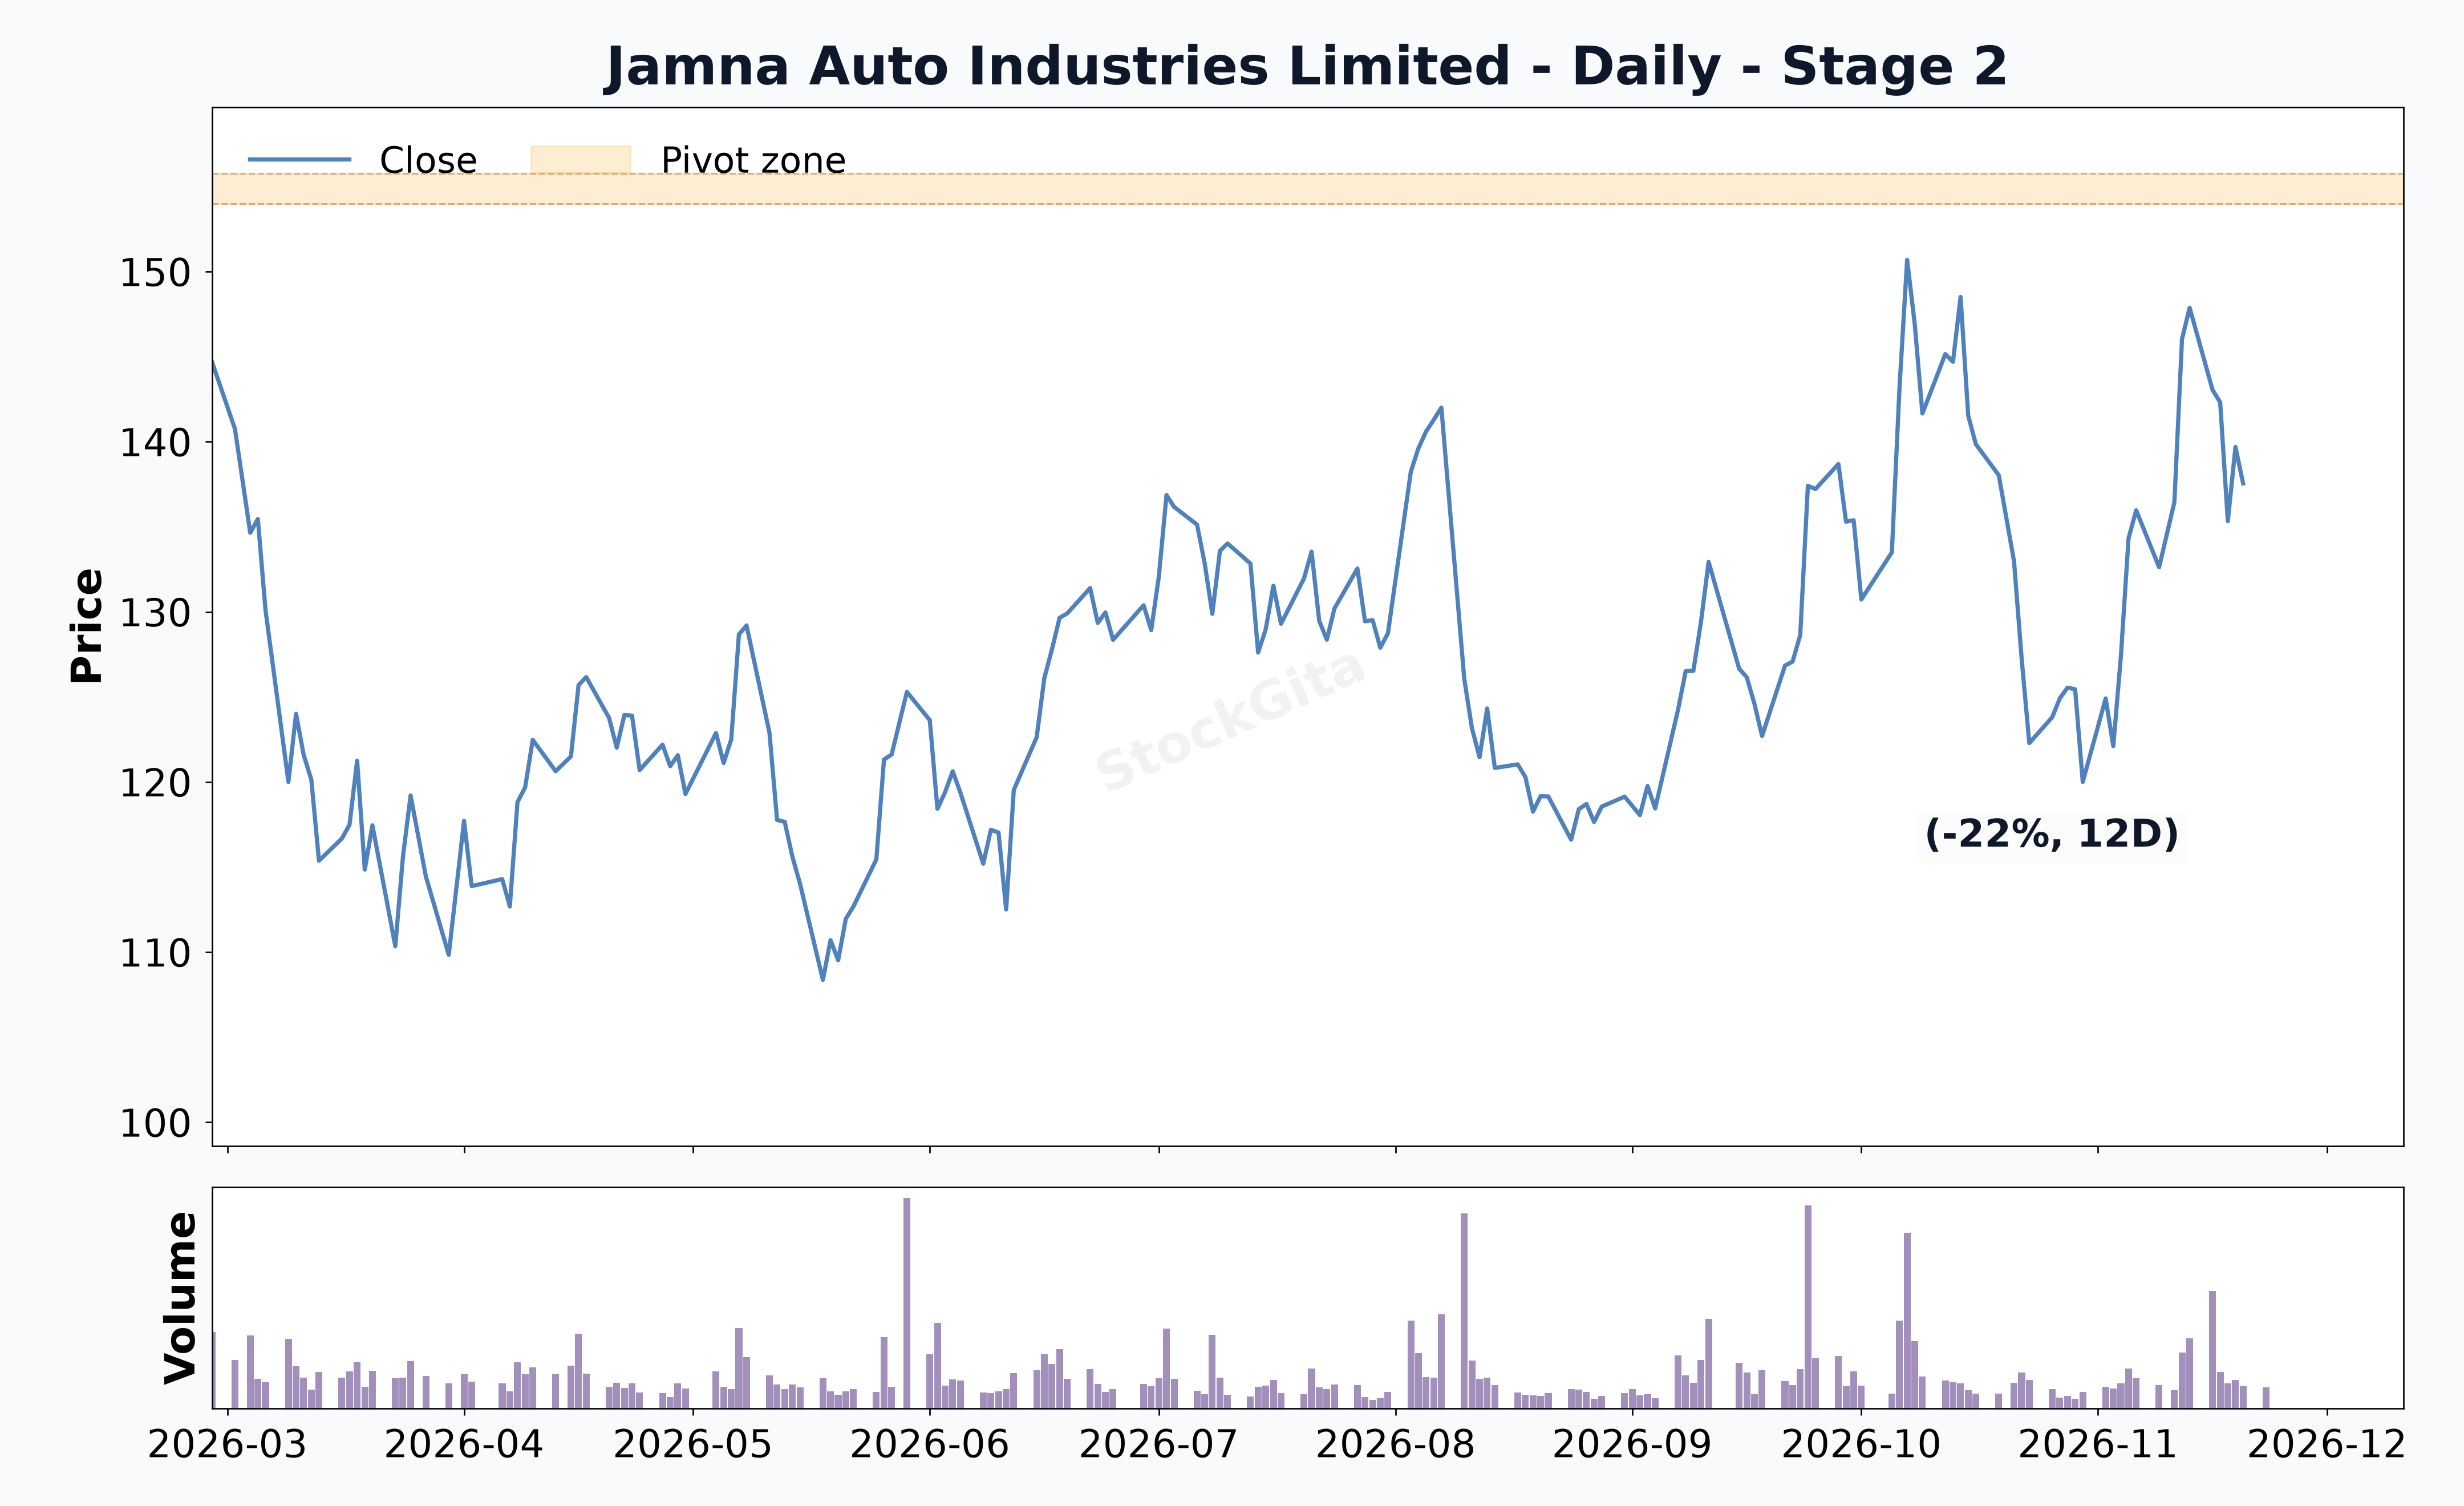 Jamna Auto Industries Limited - Daily - Stage 2
Close
Pivot zone
Price
150
140
130
120
110
100
StockGita
(-22%, 12D)
Volume
2026-03
2026-04
2026-05
2026-06
2026-07
2026-08
2026-09
2026-10
2026-11
2026-12